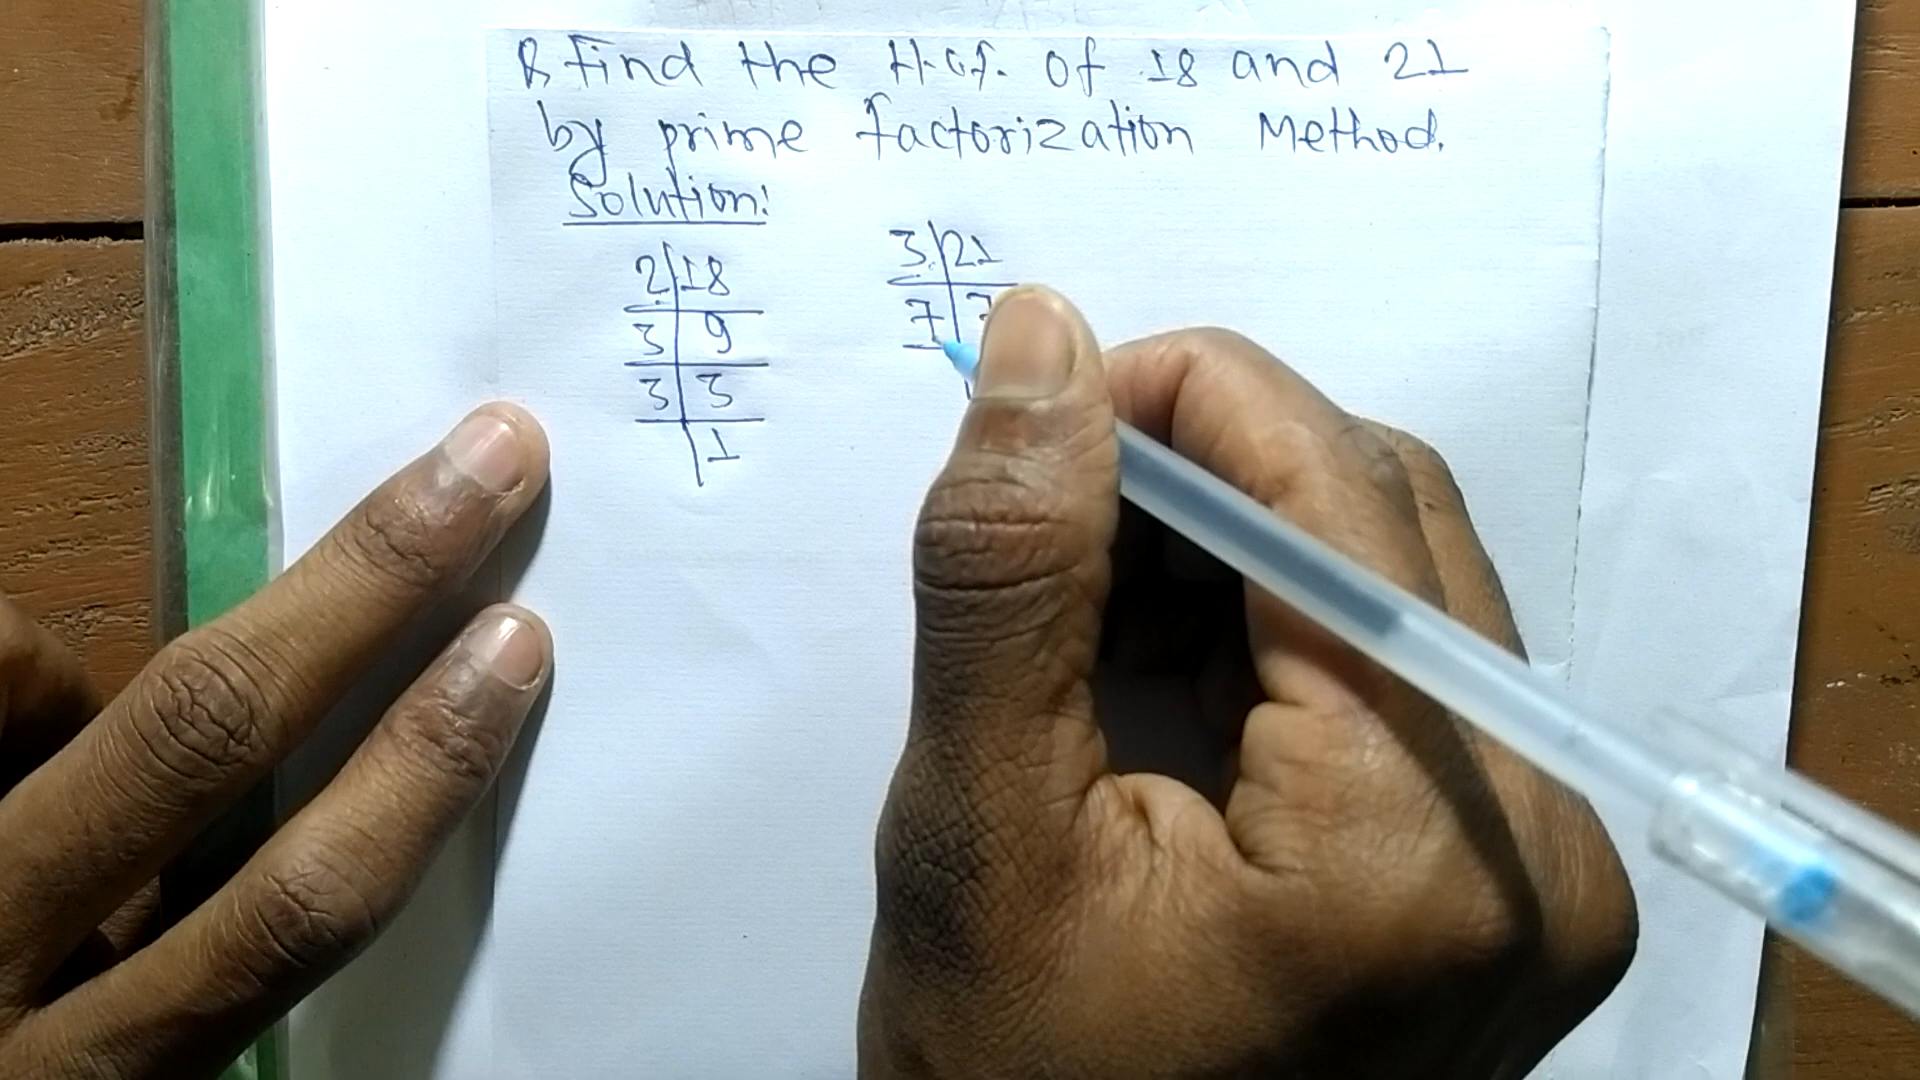 Q Find the H.C.F. of 18 and 21
by prime factorization Method.
Solution:
2 | 18
3 | 9
3 | 3
1
3 | 21
7 | 7